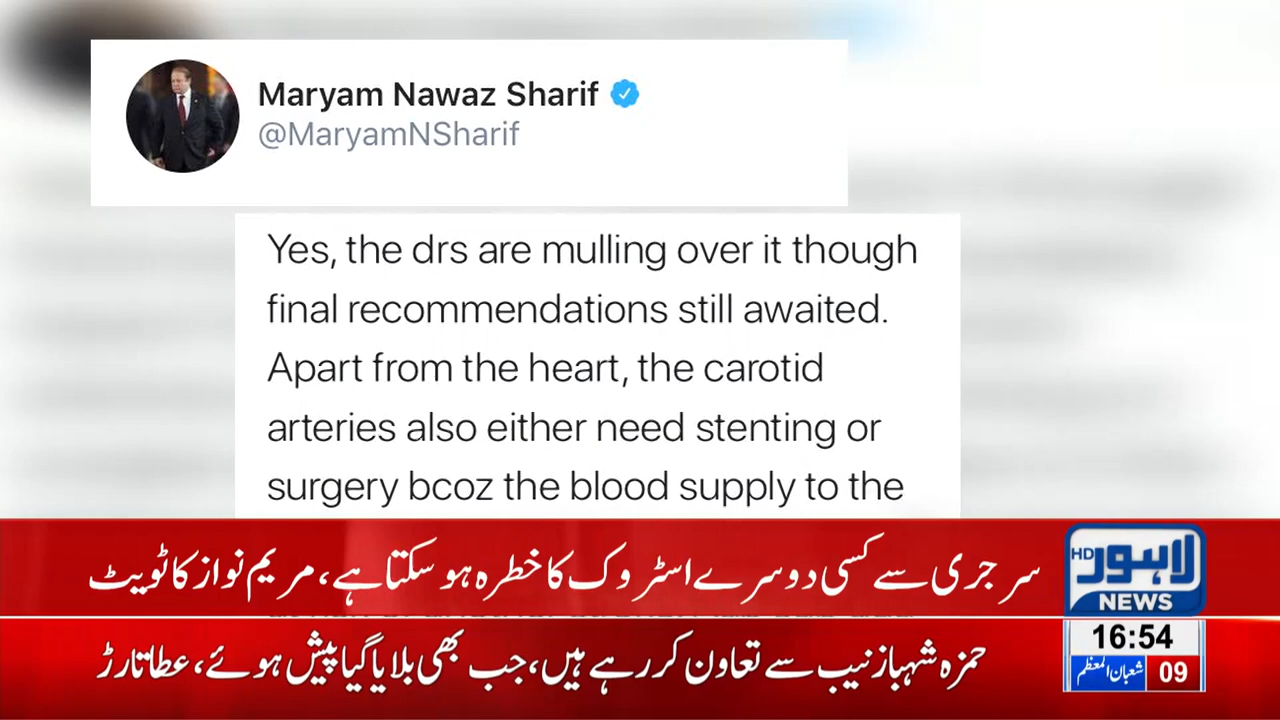 Maryam Nawaz Sharif
@MaryamNSharif
Yes, the drs are mulling over it though
final recommendations still awaited.
Apart from the heart, the carotid
arteries also either need stenting or
surgery bcoz the blood supply to the
سرجری سے کسی دوسرے اسٹروک کا خطرہ ہو سکتا ہے، مریم نواز کا ٹویٹ
لاہور HD
NEWS
حمزہ شہباز نیب سے تعاون کر رہے ہیں، جب بھی بلایا گیا پیش ہوئے، عطا تارڑ
16:54
شعبان المعظم 09